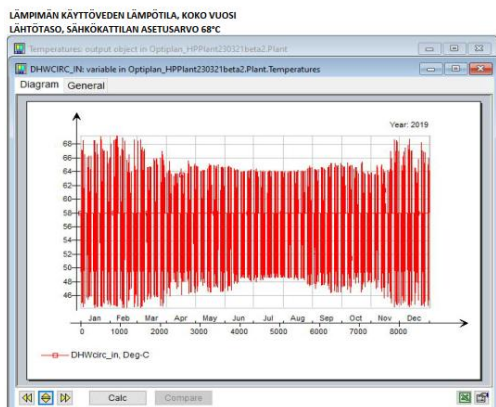 LÄMPIMÄN KÄYTTÖVEDEN LÄMPÖTILA, KOKO VUOSI
LÄHTÖTASO, SÄHKÖKATTILAN ASETUSARVO 68°C
Temperatures: output object in Optiplan_HPPlant230321beta2.Plant
DHWCIRC_IN: variable in Optiplan_HPPlant230321beta2.Plant.Temperatures
Diagram General
Year: 2019
68
66
64
62
60
58
56
54
52
50
48
46
Jan Feb Mar Apr May Jun Jul Aug Sep Oct Nov Dec
0 1000 2000 3000 4000 5000 6000 7000 8000
DHWcirc_in, Deg-C
Calc Compare